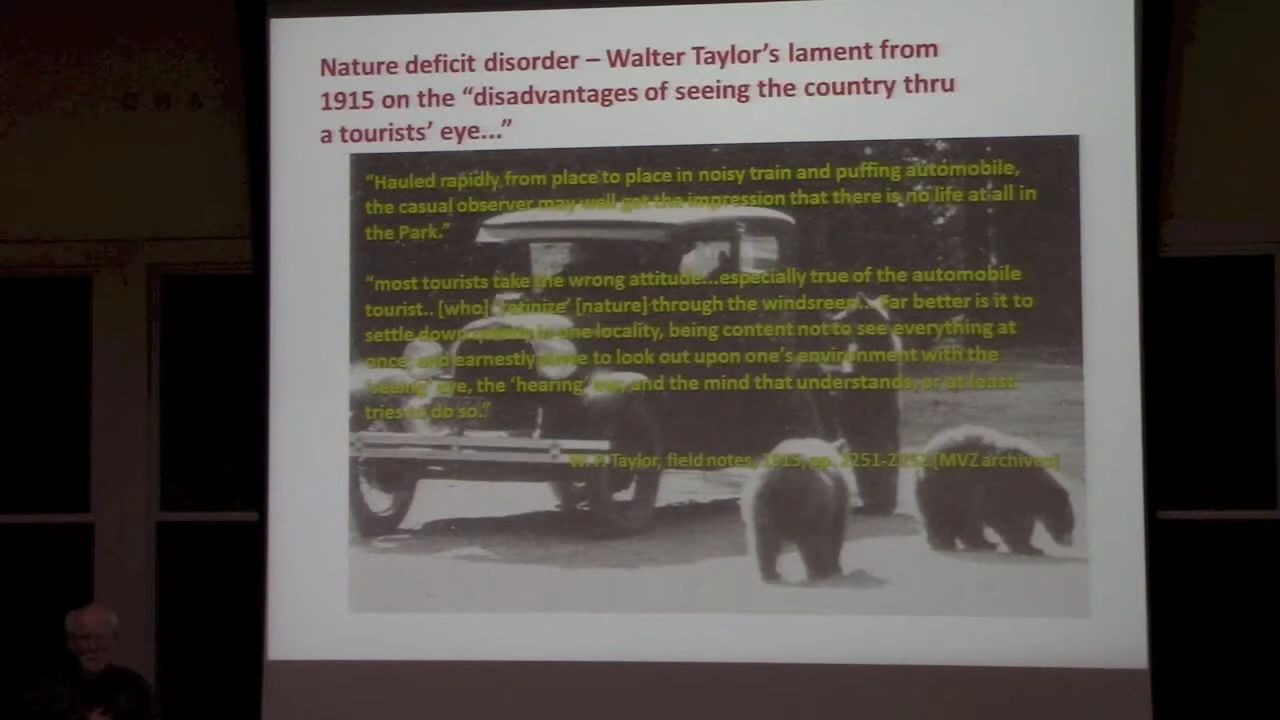 Nature deficit disorder – Walter Taylor's lament from
1915 on the “disadvantages of seeing the country thru
a tourists' eye...”
“Hauled rapidly from place to place in noisy train and puffing automobile,
the casual observer may well get the impression that there is no life at all in
the Park.”
“most tourists take the wrong attitude...especially true of the automobile
tourist.. [who] [nature] through the windsreen... Far better is it to
settle down quietly in one locality, being content not to see everything at
once, and earnestly to look out upon one's environment with the
'seeing' eye, the 'hearing' and the mind that understands, or at least
tries to do so.”
W. P. Taylor, field notes, 1915, pp. [MVZ archives]